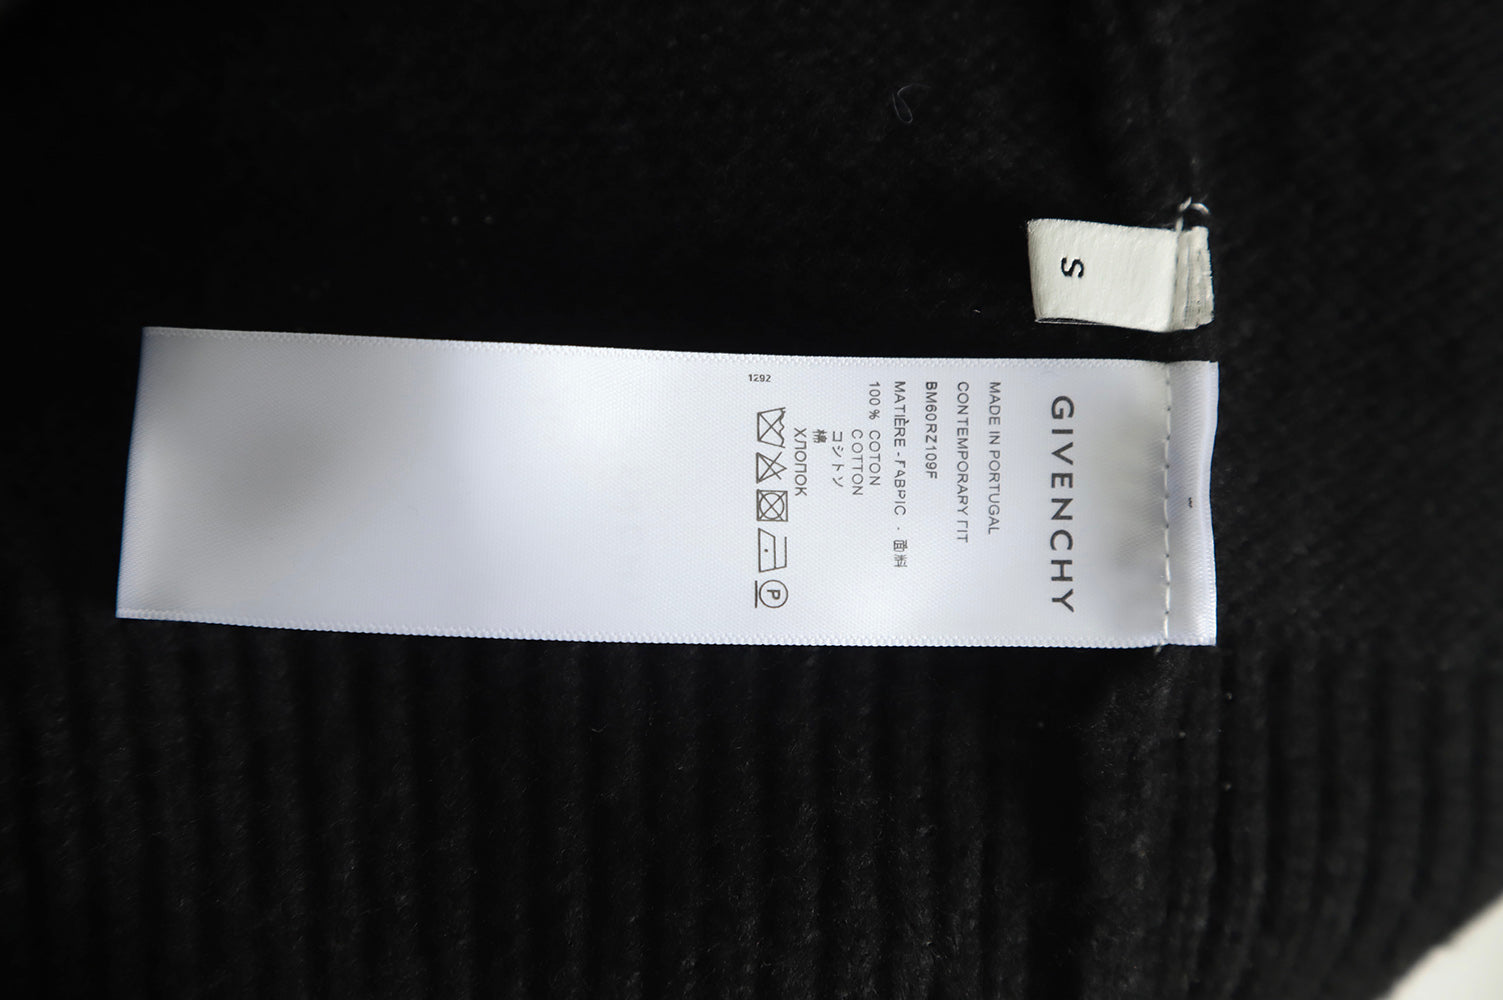 S
GIVENCHY
MADE IN PORTUGAL
CONTEMPORARY FIT
BM60RZ109F
MATIÈRE - FABRIC · 面料
100% COTON
COTTON
コットン
棉
ХЛОПОК
P
1292